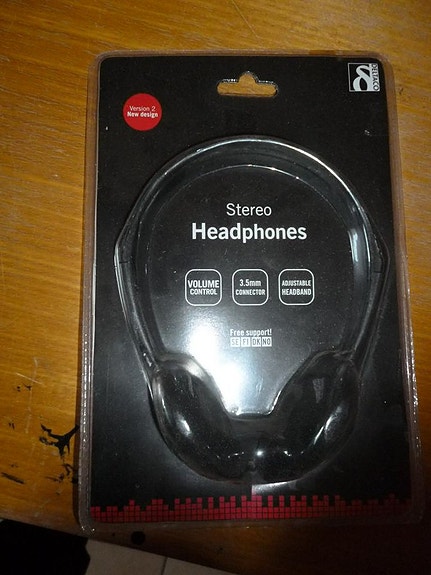 DELTACO
Version 2
New design
Stereo
Headphones
VOLUME
CONTROL
3.5mm
CONNECTOR
ADJUSTABLE
HEADBAND
Free support!
SE FI DK NO